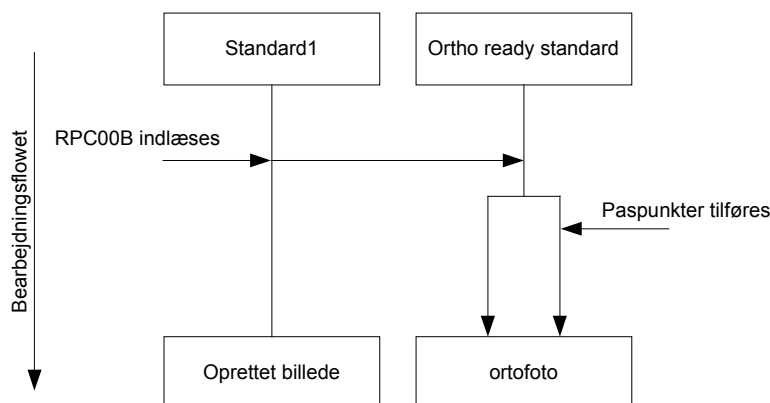 Standard1
Ortho ready standard
RPC00B indlæses
Paspunkter tilføres
Bearbejdningsflowet
Oprettet billede
ortofoto